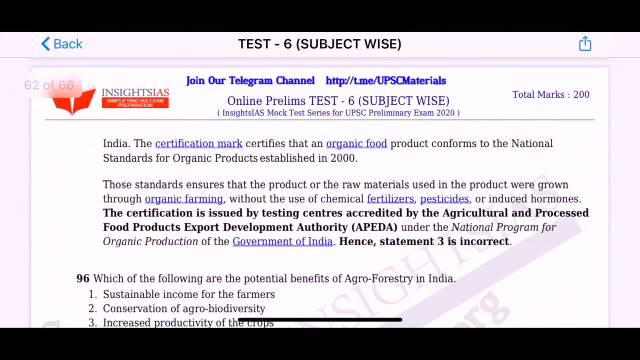 Back
TEST - 6 (SUBJECT WISE)
62 of 66
INSIGHTSIAS
SIMPLIFYING IAS EXAM PREPARATION
Join Our Telegram Channel http://t.me/UPSCMaterials
Online Prelims TEST - 6 (SUBJECT WISE)
( InsightsIAS Mock Test Series for UPSC Preliminary Exam 2020 )
Total Marks : 200
India. The certification mark certifies that an organic food product conforms to the National
Standards for Organic Products established in 2000.
Those standards ensures that the product or the raw materials used in the product were grown
through organic farming, without the use of chemical fertilizers, pesticides, or induced hormones.
The certification is issued by testing centres accredited by the Agricultural and Processed
Food Products Export Development Authority (APEDA) under the National Program for
Organic Production of the Government of India. Hence, statement 3 is incorrect.
96 Which of the following are the potential benefits of Agro-Forestry in India.
1. Sustainable income for the farmers
2. Conservation of agro-biodiversity
3. Increased productivity of the crops